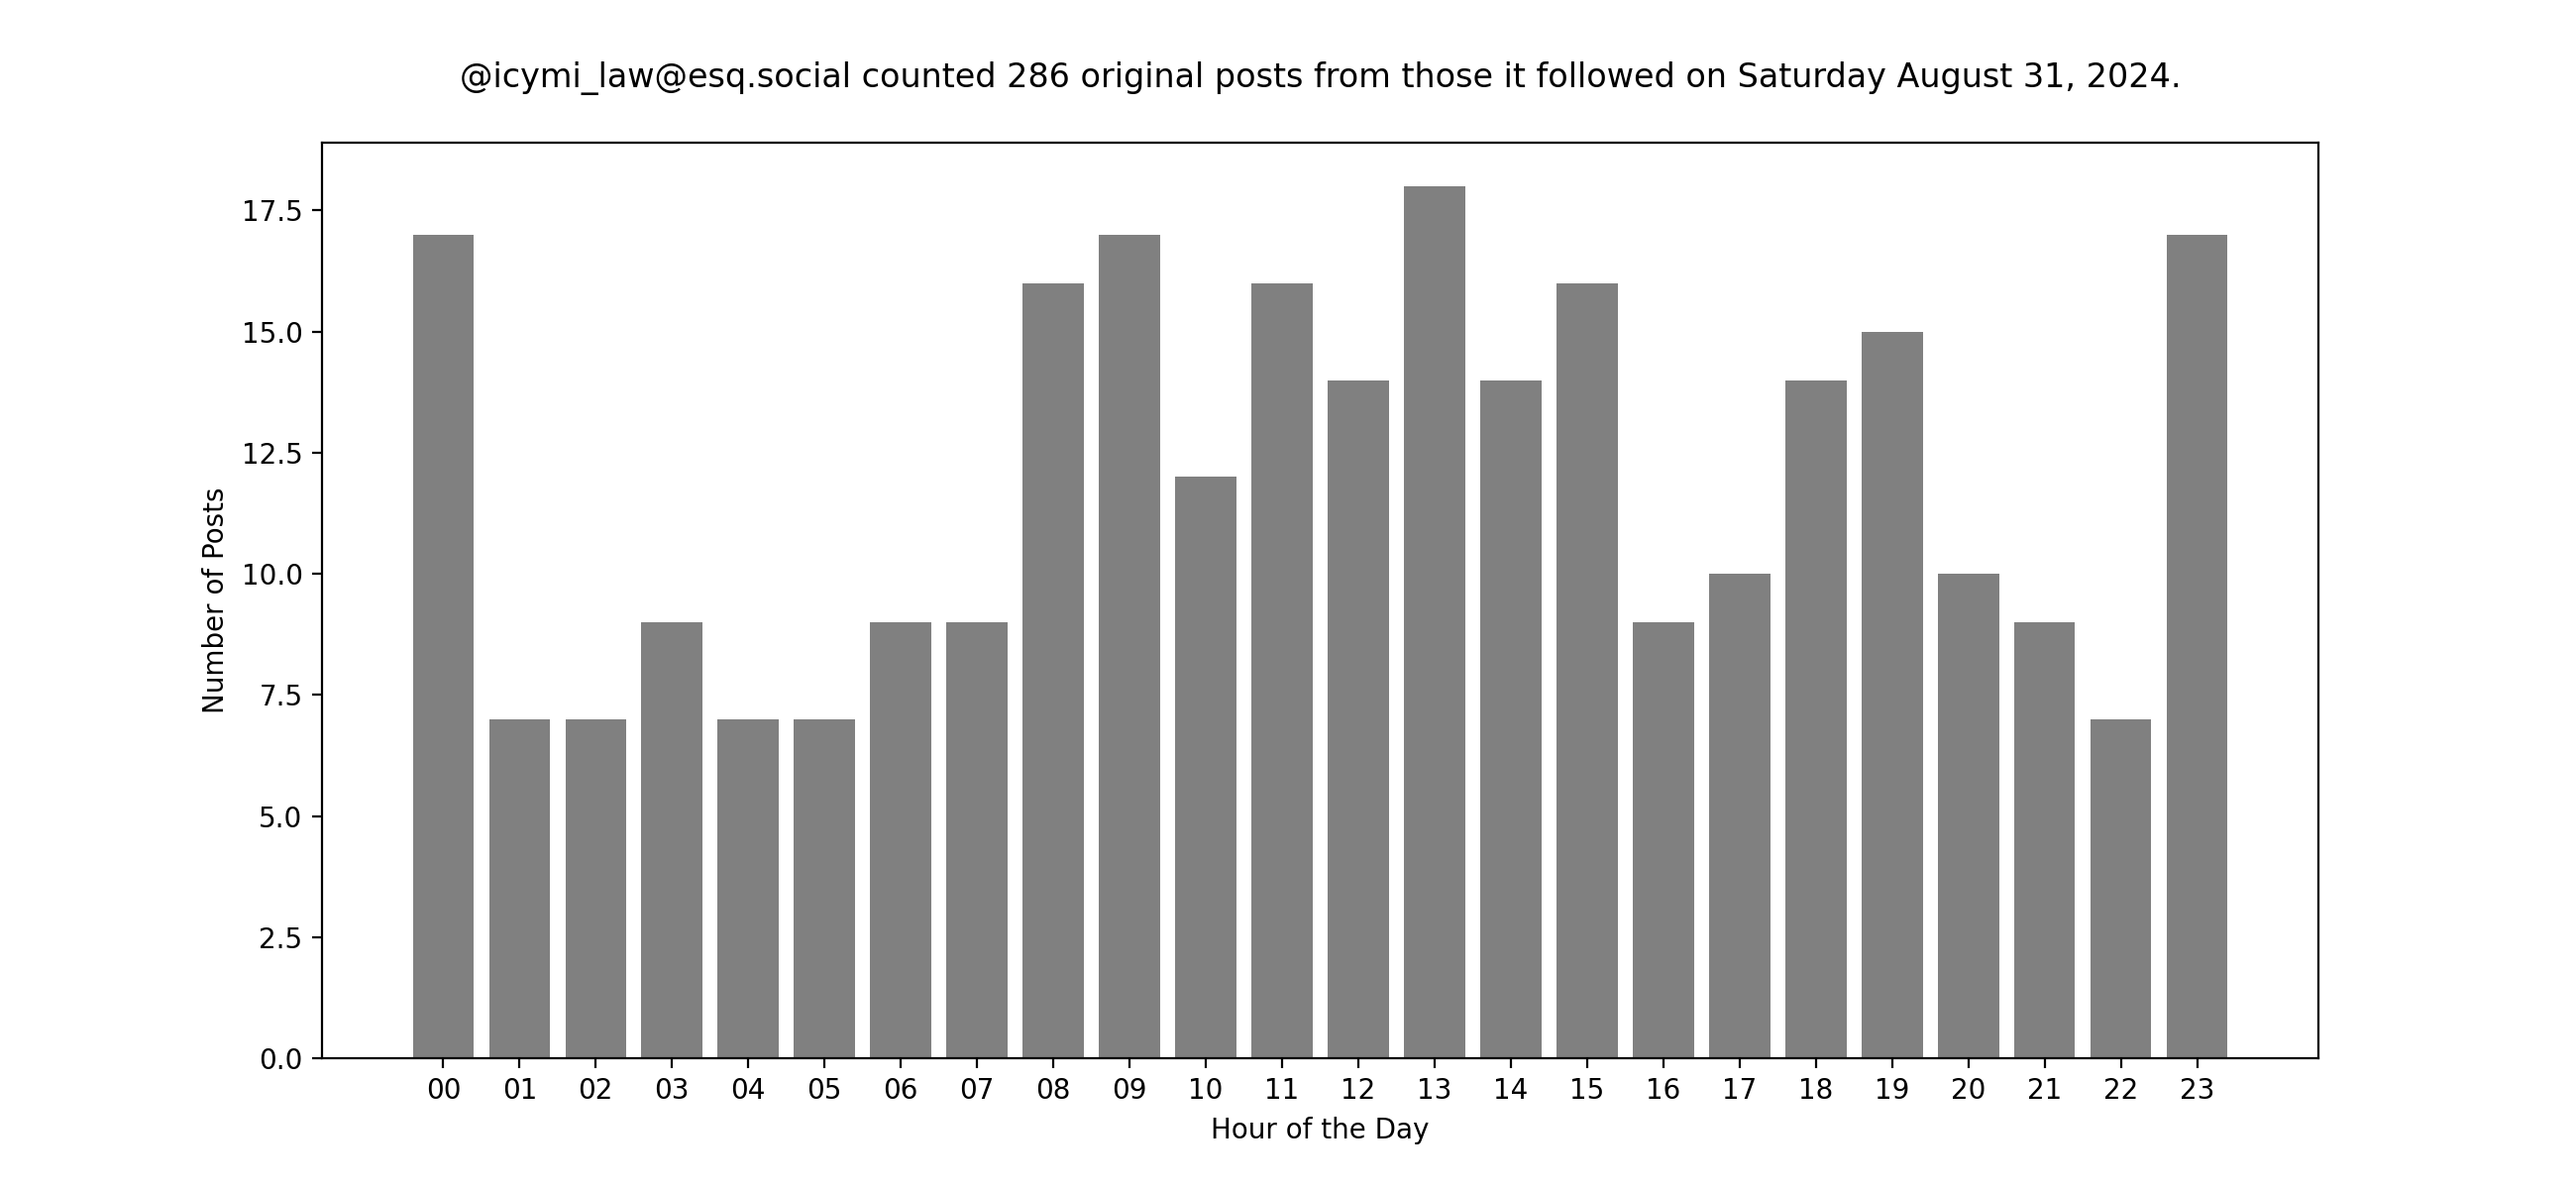 @icymi_law@esq.social counted 286 original posts from those it followed on Saturday August 31, 2024.
17.5
15.0
12.5
10.0
7.5
5.0
2.5
0.0
Number of Posts
00 01 02 03 04 05 06 07 08 09 10 11 12 13 14 15 16 17 18 19 20 21 22 23
Hour of the Day